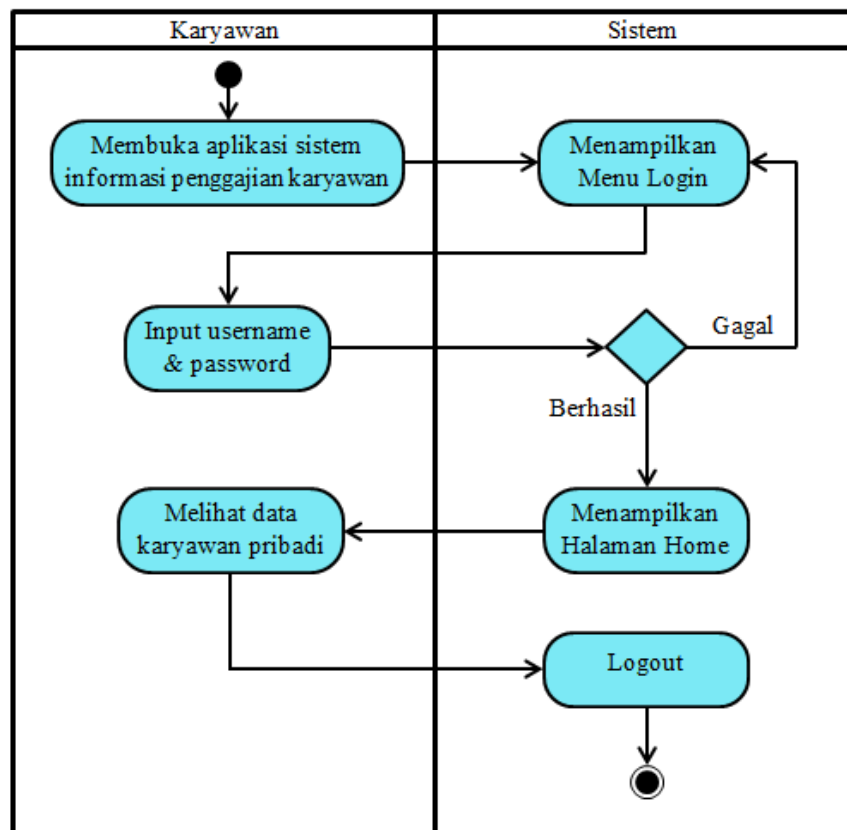 Karyawan
Sistem
Membuka aplikasi sistem
informasi penggajian karyawan
Menampilkan
Menu Login
Input username
& password
Gagal
Berhasil
Melihat data
karyawan pribadi
Menampilkan
Halaman Home
Logout